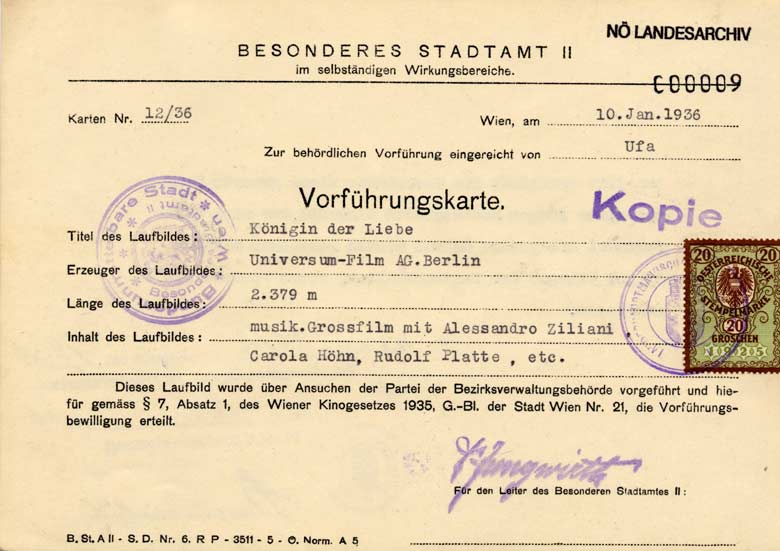 NÖ LANDESARCHIV
BESONDERES STADTAMT II
im selbständigen Wirkungsbereiche.
C00009
Karten Nr. 12/36
Wien, am 10.Jan.1936
Zur behördlichen Vorführung eingereicht von Ufa
Vorführungskarte.
Kopie
Titel des Laufbildes: Königin der Liebe
Erzeuger des Laufbildes: Universum-Film AG.Berlin
Länge des Laufbildes: 2.379 m
Inhalt des Laufbildes: musik.Grossfilm mit Alessandro Ziliani
Carola Höhn, Rudolf Platte , etc.
20 20
OESTERREICHISCHE
STEMPELMARKE
20
GROSCHEN
Dieses Laufbild wurde über Ansuchen der Partei der Bezirksverwaltungsbehörde vorgeführt und hie-
für gemäss § 7, Absatz 1, des Wiener Kinogesetzes 1935, G.-Bl. der Stadt Wien Nr. 21, die Vorführungs-
bewilligung erteilt.
Für den Leiter des Besonderen Stadtamtes II:
B. St. A II - S. D. Nr. 6. R P - 3511 - 5 - Ö. Norm. A 5